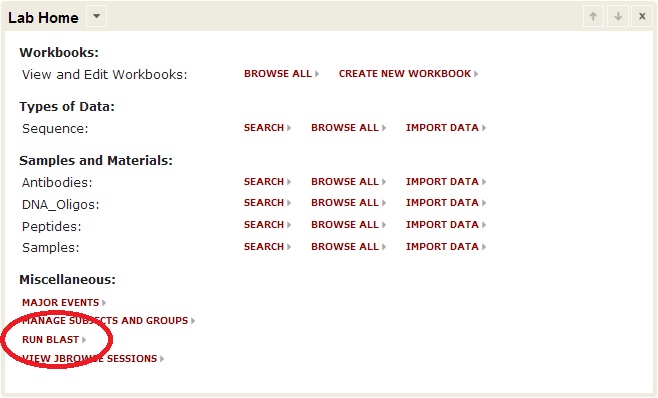 Lab Home
Workbooks:
View and Edit Workbooks: BROWSE ALL CREATE NEW WORKBOOK
Types of Data:
Sequence: SEARCH BROWSE ALL IMPORT DATA
Samples and Materials:
Antibodies: SEARCH BROWSE ALL IMPORT DATA
DNA_Oligos: SEARCH BROWSE ALL IMPORT DATA
Peptides: SEARCH BROWSE ALL IMPORT DATA
Samples: SEARCH BROWSE ALL IMPORT DATA
Miscellaneous:
MAJOR EVENTS
MANAGE SUBJECTS AND GROUPS
RUN BLAST
VIEW JBROWSE SESSIONS